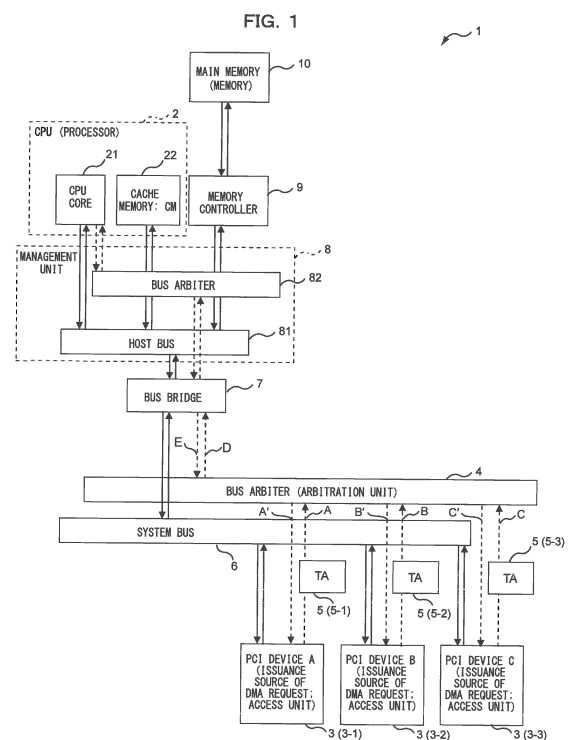 FIG. 1
1
MAIN MEMORY
(MEMORY)
10
2
CPU (PROCESSOR)
21
CPU
CORE
22
CACHE
MEMORY: CM
MEMORY
CONTROLLER
9
8
MANAGEMENT
UNIT
BUS ARBITER
82
81
HOST BUS
BUS BRIDGE
7
E
D
4
BUS ARBITER (ARBITRATION UNIT)
A'
A
B'
B
C'
C
SYSTEM BUS
6
5 (5-3)
TA
TA
TA
5 (5-1)
5 (5-2)
PCI DEVICE A
(ISSUANCE
SOURCE OF
DMA REQUEST:
ACCESS UNIT)
PCI DEVICE B
(ISSUANCE
SOURCE OF
DMA REQUEST:
ACCESS UNIT)
PCI DEVICE C
(ISSUANCE
SOURCE OF
DMA REQUEST:
ACCESS UNIT)
3 (3-1)
3 (3-2)
3 (3-3)